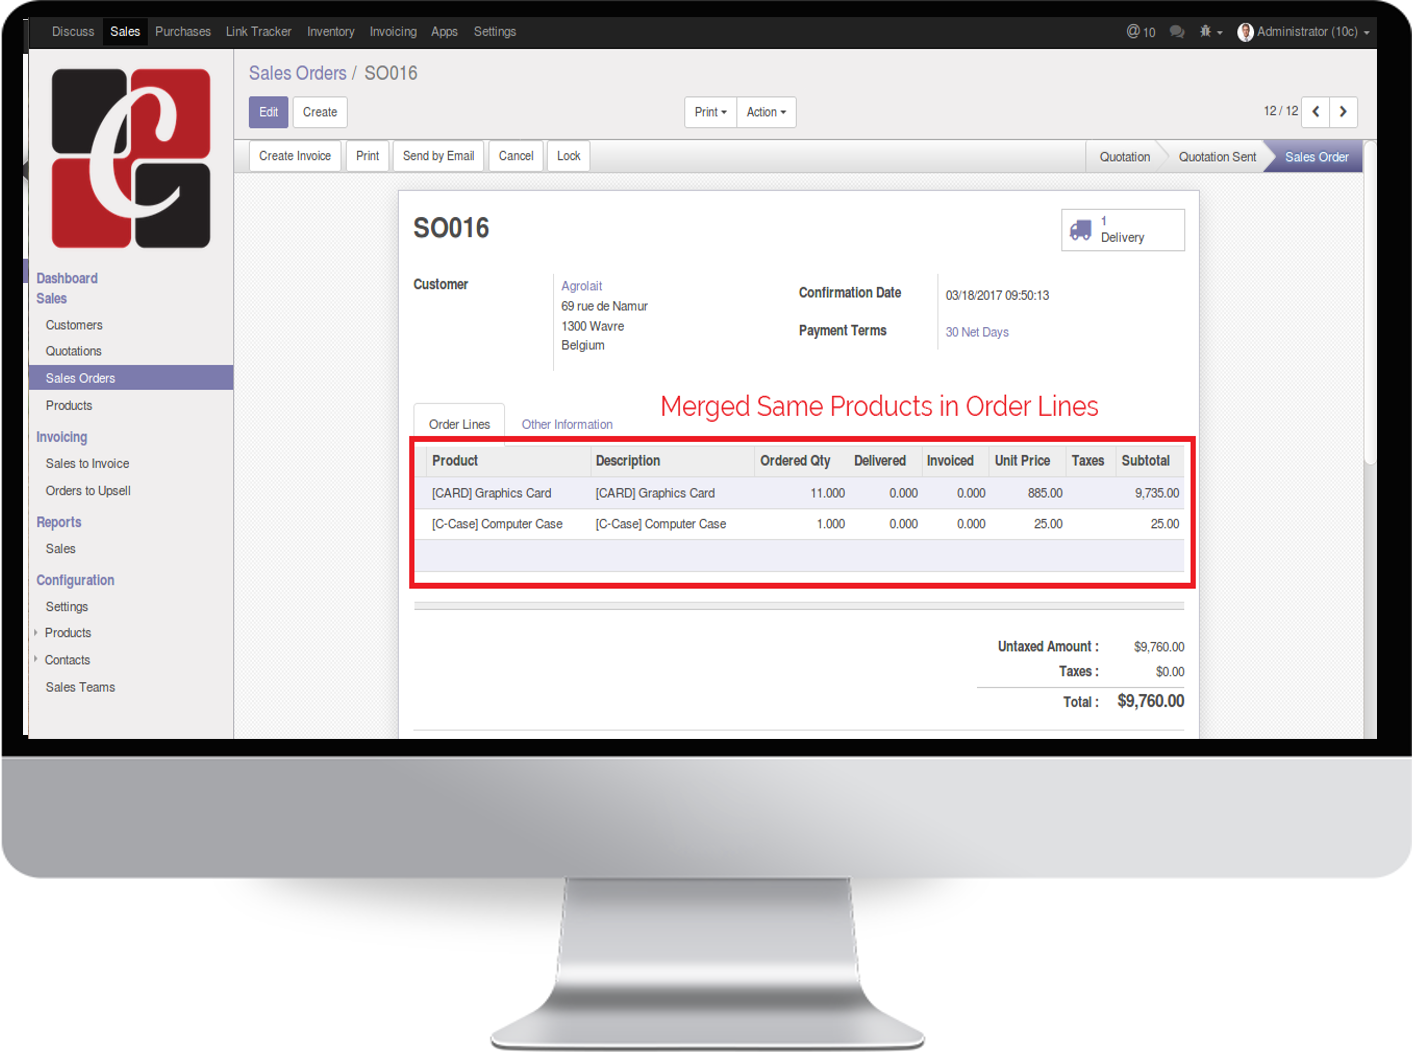 Discuss Sales Purchases Link Tracker Inventory Invoicing Apps Settings @ 10 Administrator (10c)
C
Sales Orders / SO016
Edit Create Print Action 12 / 12
Create Invoice Print Send by Email Cancel Lock Quotation Quotation Sent Sales Order
Dashboard
Sales
Customers
Quotations
Sales Orders
Products
Invoicing
Sales to Invoice
Orders to Upsell
Reports
Sales
Configuration
Settings
Products
Contacts
Sales Teams
SO016
1
Delivery
Customer
Agrolait
69 rue de Namur
1300 Wavre
Belgium
Confirmation Date 03/18/2017 09:50:13
Payment Terms 30 Net Days
Merged Same Products in Order Lines
Order Lines Other Information
Product Description Ordered Qty Delivered Invoiced Unit Price Taxes Subtotal
[CARD] Graphics Card [CARD] Graphics Card 11.000 0.000 0.000 885.00 9,735.00
[C-Case] Computer Case [C-Case] Computer Case 1.000 0.000 0.000 25.00 25.00
Untaxed Amount : $9,760.00
Taxes : $0.00
Total : $9,760.00